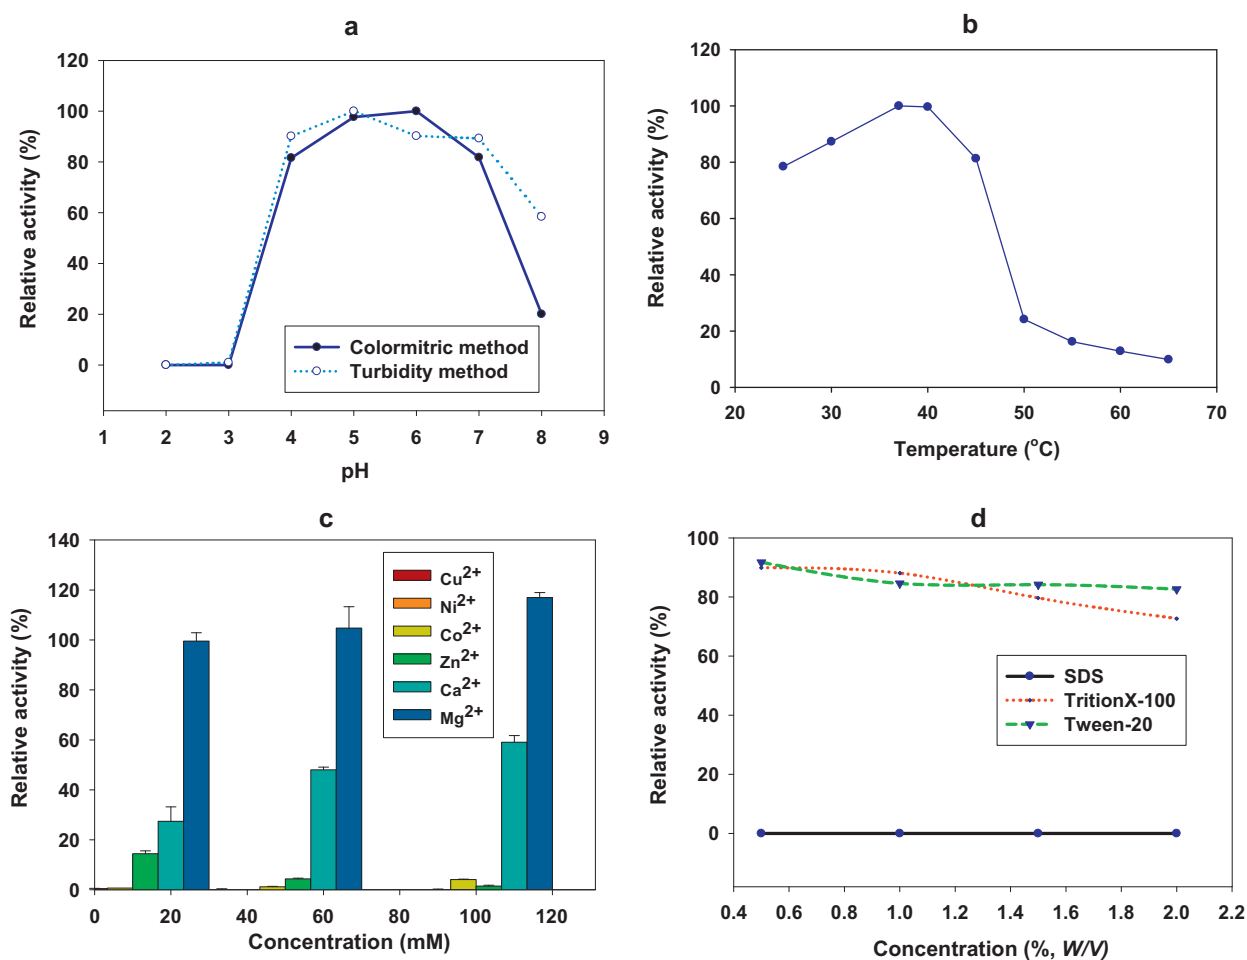 a
120
100
80
60
40
20
0
Relative activity (%)
Colormitric method
Turbidity method
1 2 3 4 5 6 7 8 9
pH
b
120
100
80
60
40
20
0
Relative activity (%)
20 30 40 50 60 70
Temperature (°C)
c
140
120
100
80
60
40
20
0
Relative activity (%)
Cu2+
Ni2+
Co2+
Zn2+
Ca2+
Mg2+
0 20 40 60 80 100 120
Concentration (mM)
d
100
80
60
40
20
0
Relative activity (%)
SDS
TritionX-100
Tween-20
0.4 0.6 0.8 1.0 1.2 1.4 1.6 1.8 2.0 2.2
Concentration (%, W/V)